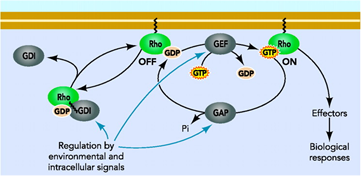 Rho
GDP
OFF
GEF
Rho
GTP
ON
GDI
GTP
GDP
Rho
GDP
GDI
GAP
Pi
Effectors
Biological
responses
Regulation by
environmental and
intracellular signals